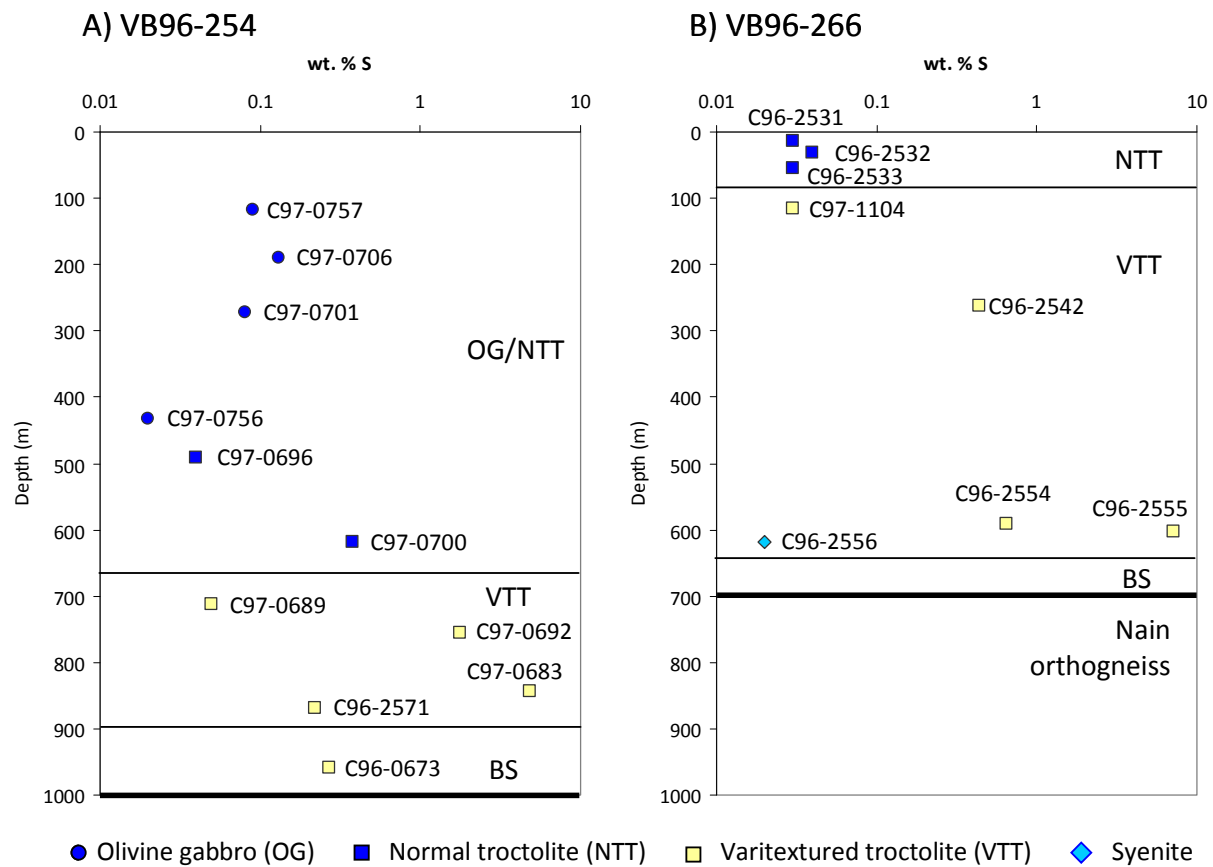 A) VB96-254
wt. % S
0.01 0.1 1 10
0
100
200
300
400
500
600
700
800
900
1000
Depth (m)
C97-0757
C97-0706
C97-0701
OG/NTT
C97-0756
C97-0696
C97-0700
VTT
C97-0689
C97-0692
C97-0683
C96-2571
C96-0673
BS
B) VB96-266
wt. % S
0.01 0.1 1 10
0
100
200
300
400
500
600
700
800
900
1000
Depth (m)
C96-2531
C96-2532
NTT
C96-2533
C97-1104
VTT
C96-2542
C96-2554
C96-2555
C96-2556
BS
Nain
orthogneiss
Olivine gabbro (OG) Normal troctolite (NTT) Varitextured troctolite (VTT) Syenite